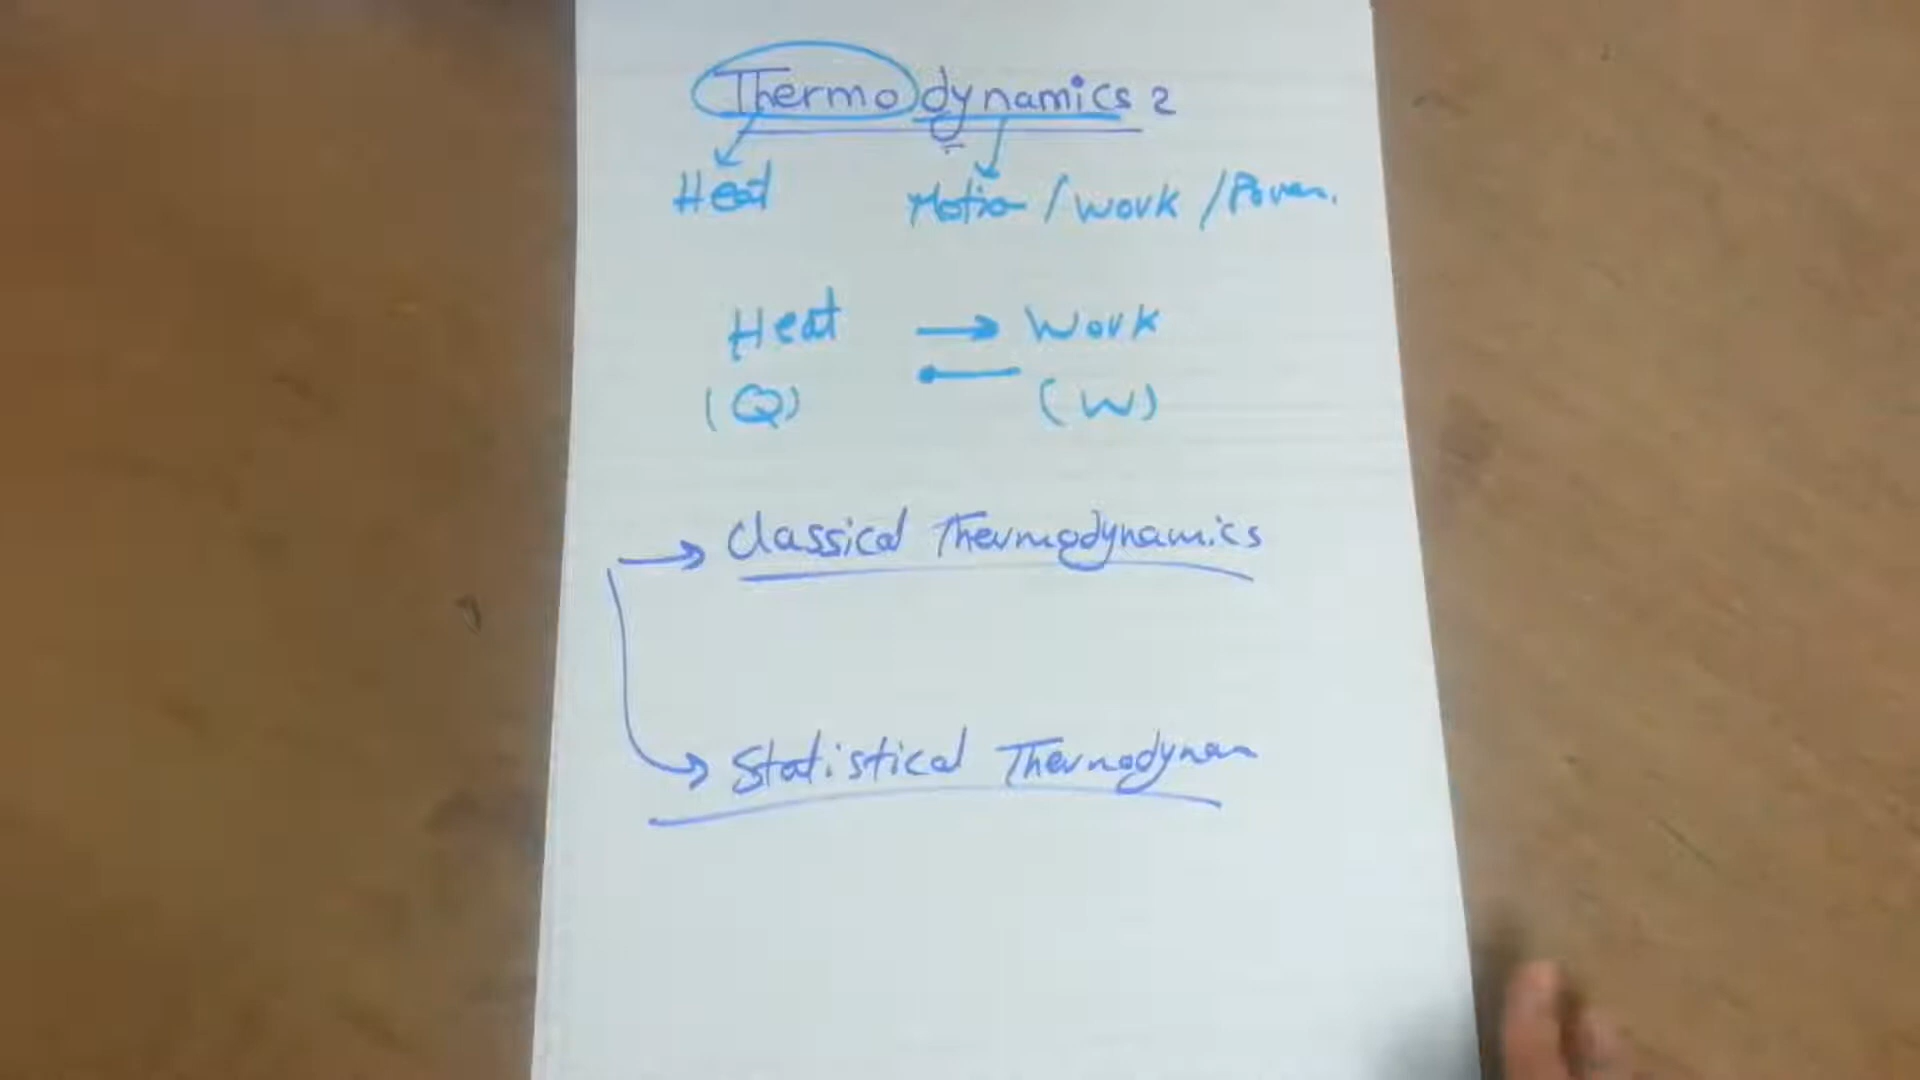 Thermodynamics 2
Heat Motion / Work / Power.
Heat → Work
(Q) ← (W)
→ Classical Thermodynamics
→ Statistical Thermodynam